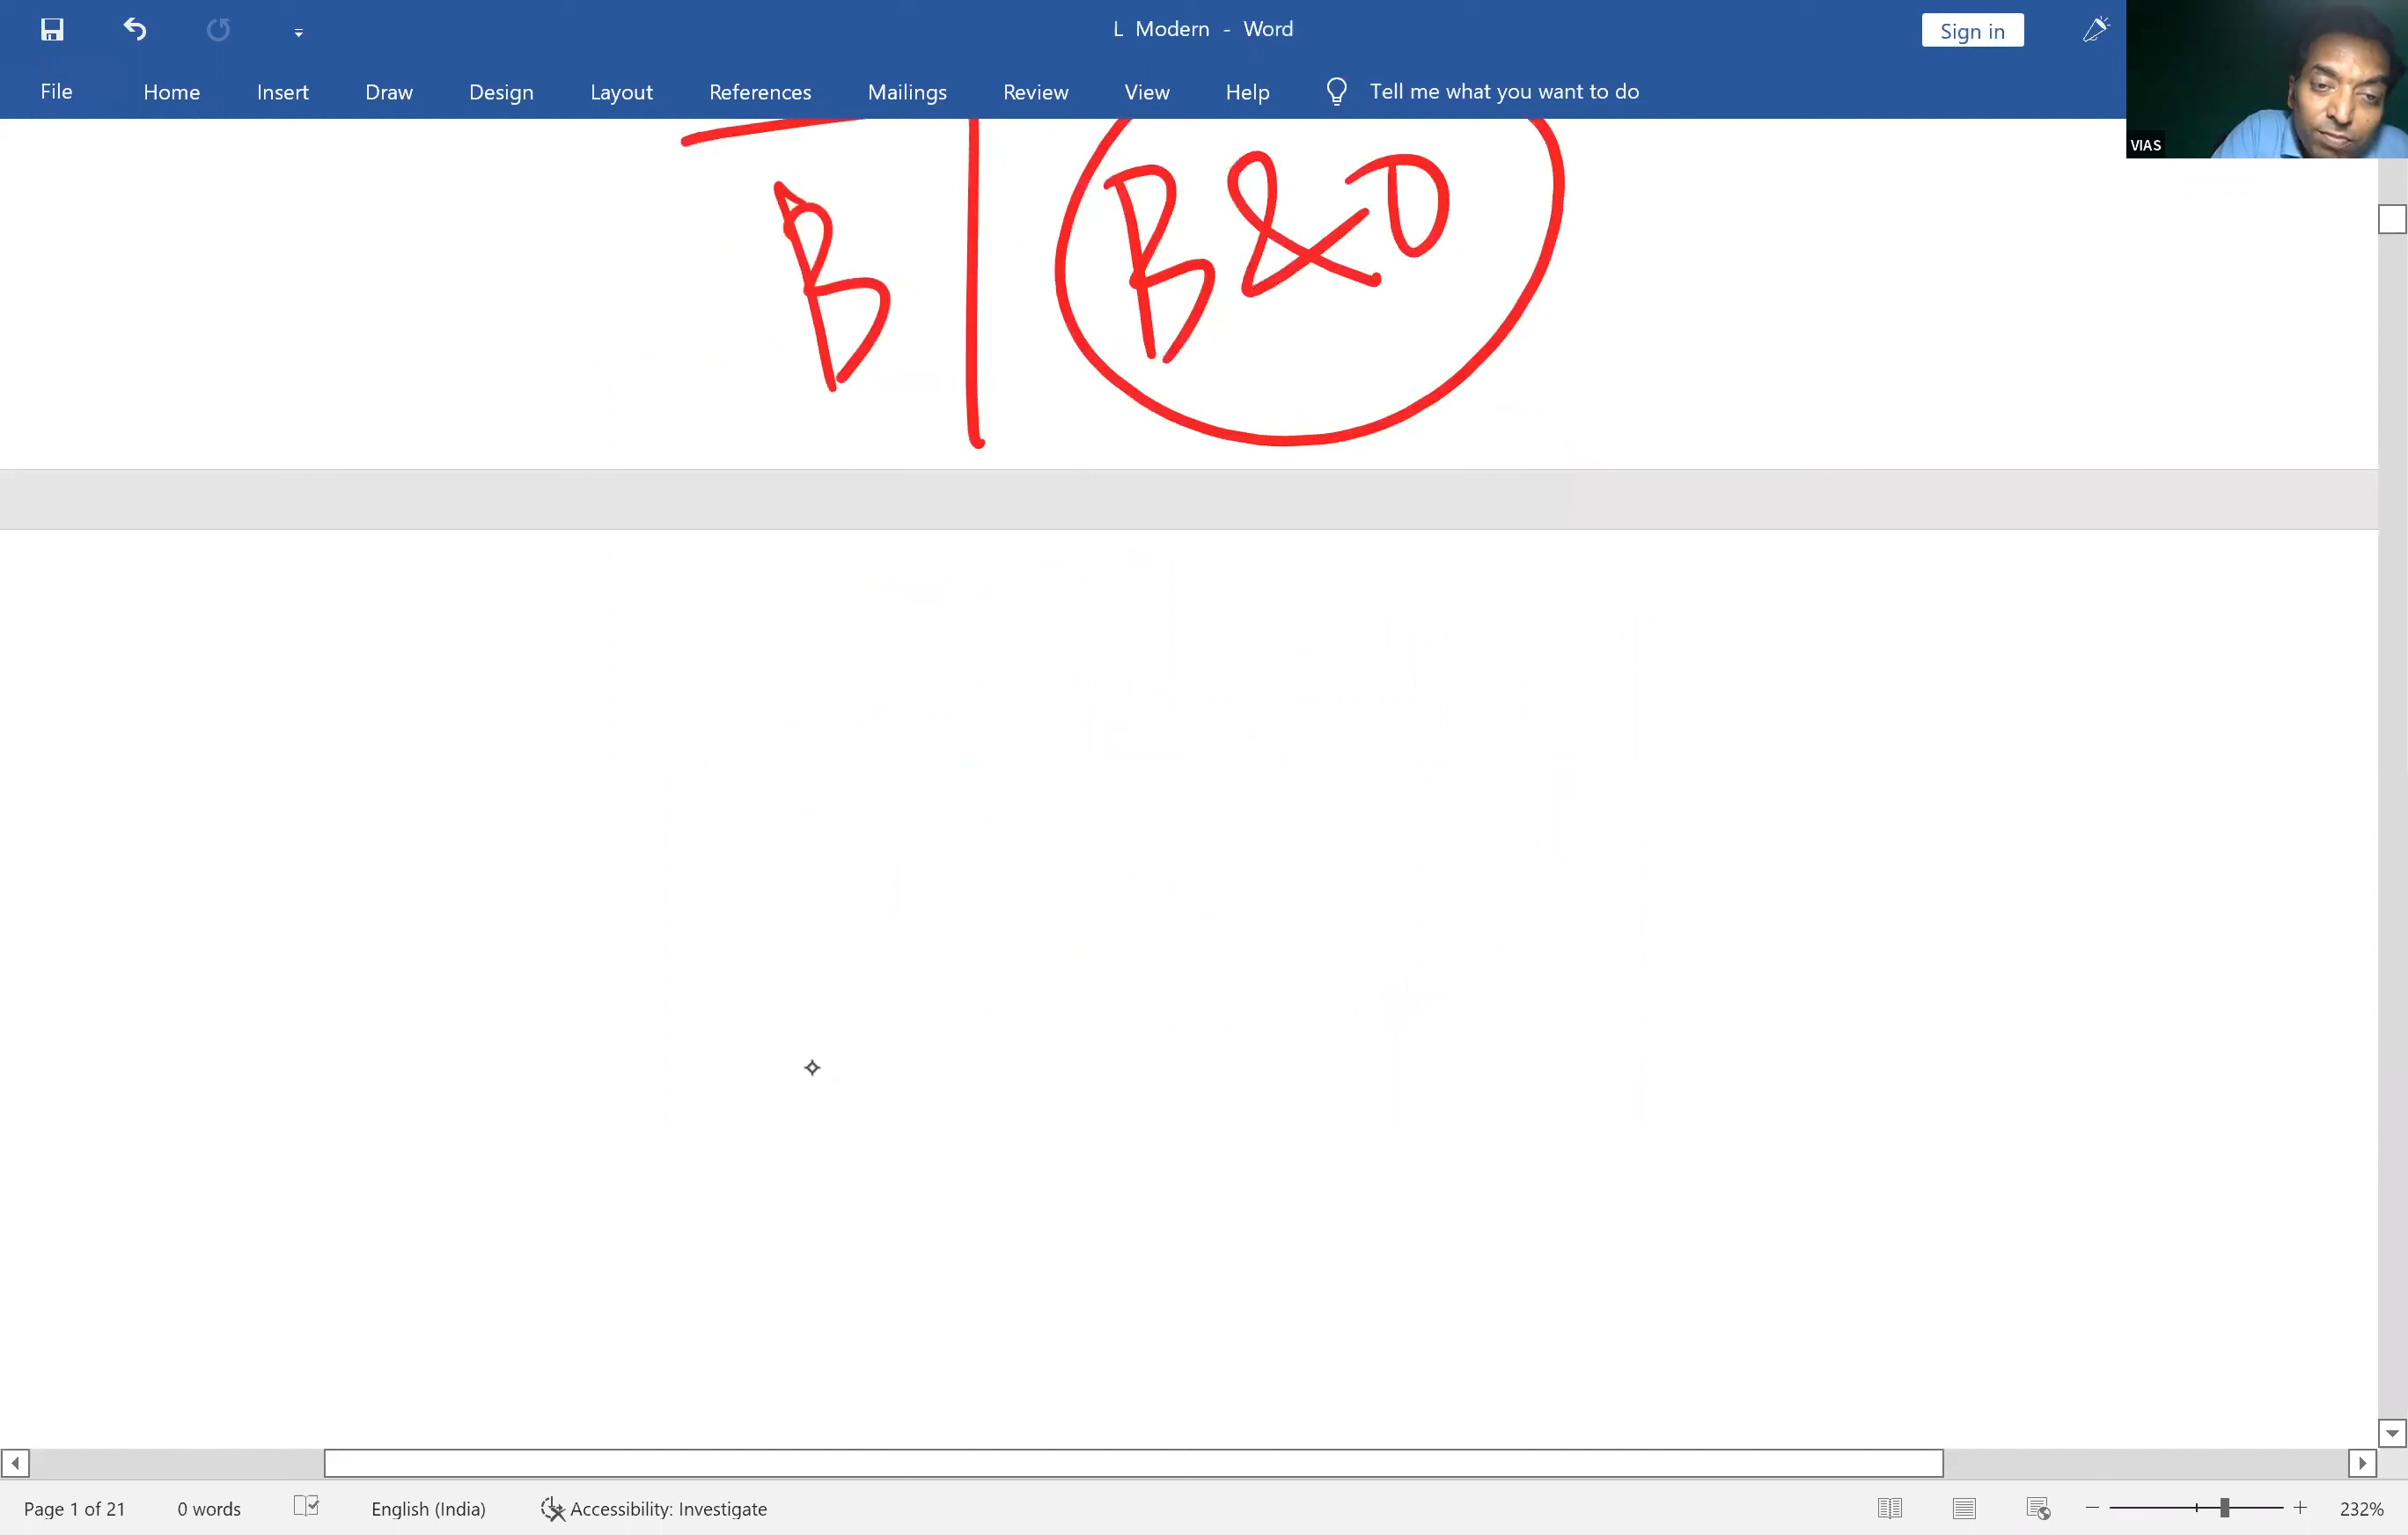 L Modern - Word
Sign in
File Home Insert Draw Design Layout References Mailings Review View Help Tell me what you want to do
VIAS
B B&O
Page 1 of 21 0 words English (India) Accessibility: Investigate 232%